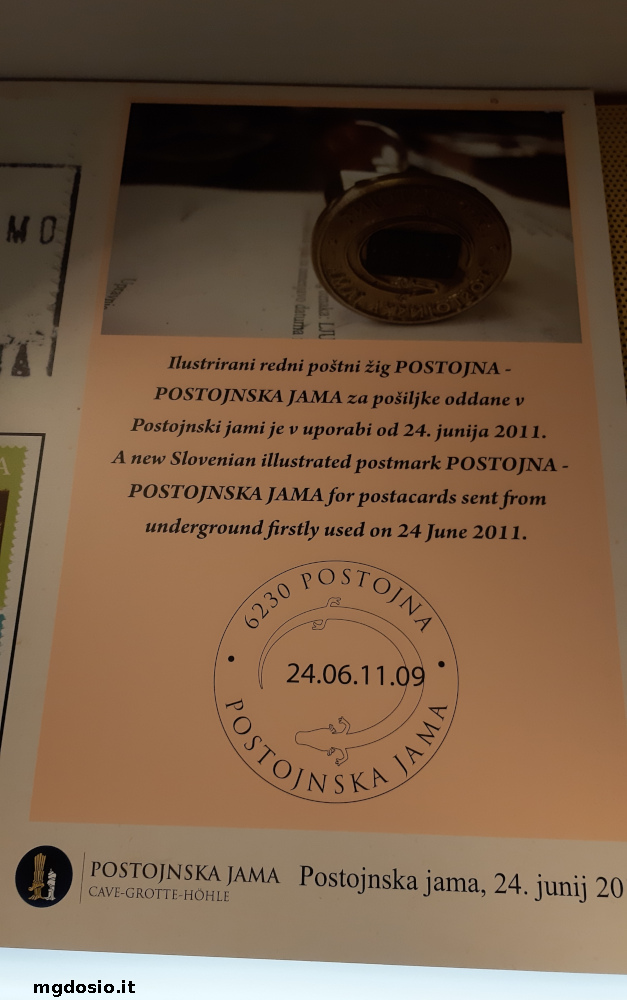 MO
A
Ilustrirani redni poštni žig POSTOJNA -
POSTOJNSKA JAMA za pošiljke oddane v
Postojnski jami je v uporabi od 24. junija 2011.
A new Slovenian illustrated postmark POSTOJNA -
POSTOJNSKA JAMA for postacards sent from
underground firstly used on 24 June 2011.
6230 POSTOJNA
24.06.11.09
POSTOJNSKA JAMA
POSTOJNSKA JAMA
CAVE-GROTTE-HÖHLE
Postojnska jama, 24. junij 20
mgdosio.it